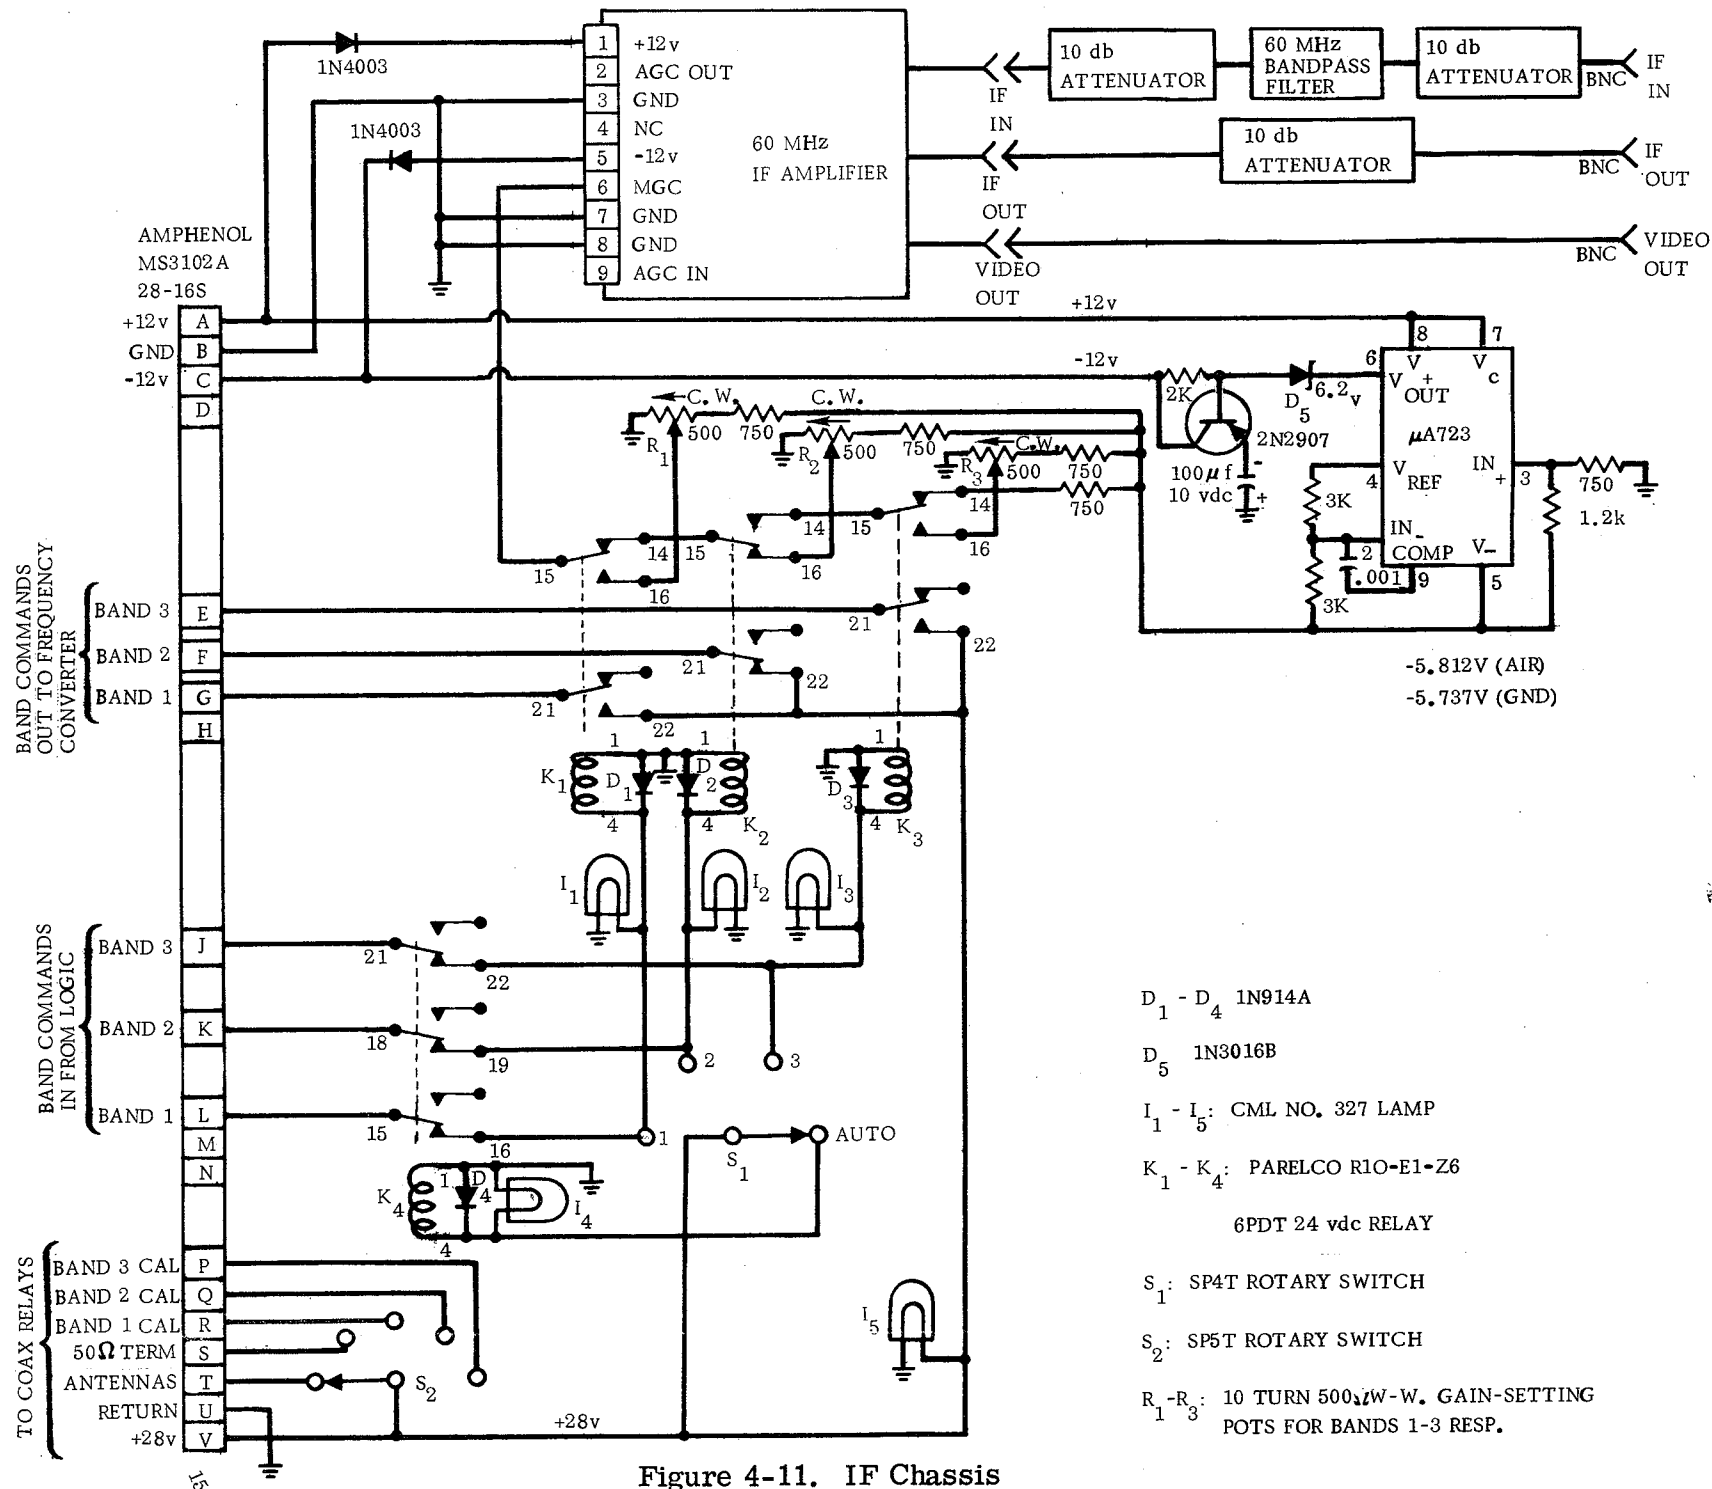 1N4003
1 +12v
2 AGC OUT
3 GND
4 NC
5 -12v
6 MGC
7 GND
8 GND
9 AGC IN
1N4003
60 MHz
IF AMPLIFIER
IF
IN
IF
OUT
VIDEO
OUT
10 db
ATTENUATOR
60 MHz
BANDPASS
FILTER
10 db
ATTENUATOR
BNC
IF
IN
10 db
ATTENUATOR
BNC
IF
OUT
BNC
VIDEO
OUT
AMPHENOL
MS3102A
28-16S
+12v A
GND B
-12v C
D
+12v
-12v
C.W.
R1
500
750
C.W.
R2
500
750
C.W.
R3
500
750
14
750
16
15
14
16
15
14
16
15
2K
D5
6.2v
2N2907
100μf
10 vdc
-
+
8
7
6
V+
Vc
VOUT
μA723
VREF
4
IN+
3
750
1.2k
3K
IN-
2
COMP
V-
.001
9
5
3K
-5.812V (AIR)
-5.737V (GND)
BAND COMMANDS
OUT TO FREQUENCY
CONVERTER
BAND 3 E
BAND 2 F
BAND 1 G
H
21
22
21
22
21
22
K1
1
D1
4
1
D2
4
K2
1
D3
4
K3
I1
I2
I3
BAND COMMANDS
IN FROM LOGIC
BAND 3 J
BAND 2 K
BAND 1 L
M
N
21
22
18
19
15
16
2
3
1
S1
AUTO
K4
1
D4
4
I4
TO COAX RELAYS
BAND 3 CAL P
BAND 2 CAL Q
BAND 1 CAL R
50Ω TERM S
ANTENNAS T
RETURN U
+28v V
S2
+28v
I5
D1 - D4 1N914A
D5 1N3016B
I1 - I5: CML NO. 327 LAMP
K1 - K4: PARELCO R10-E1-Z6
6PDT 24 vdc RELAY
S1: SP4T ROTARY SWITCH
S2: SP5T ROTARY SWITCH
R1-R3: 10 TURN 500Ω W-W. GAIN-SETTING
POTS FOR BANDS 1-3 RESP.
15
Figure 4-11. IF Chassis